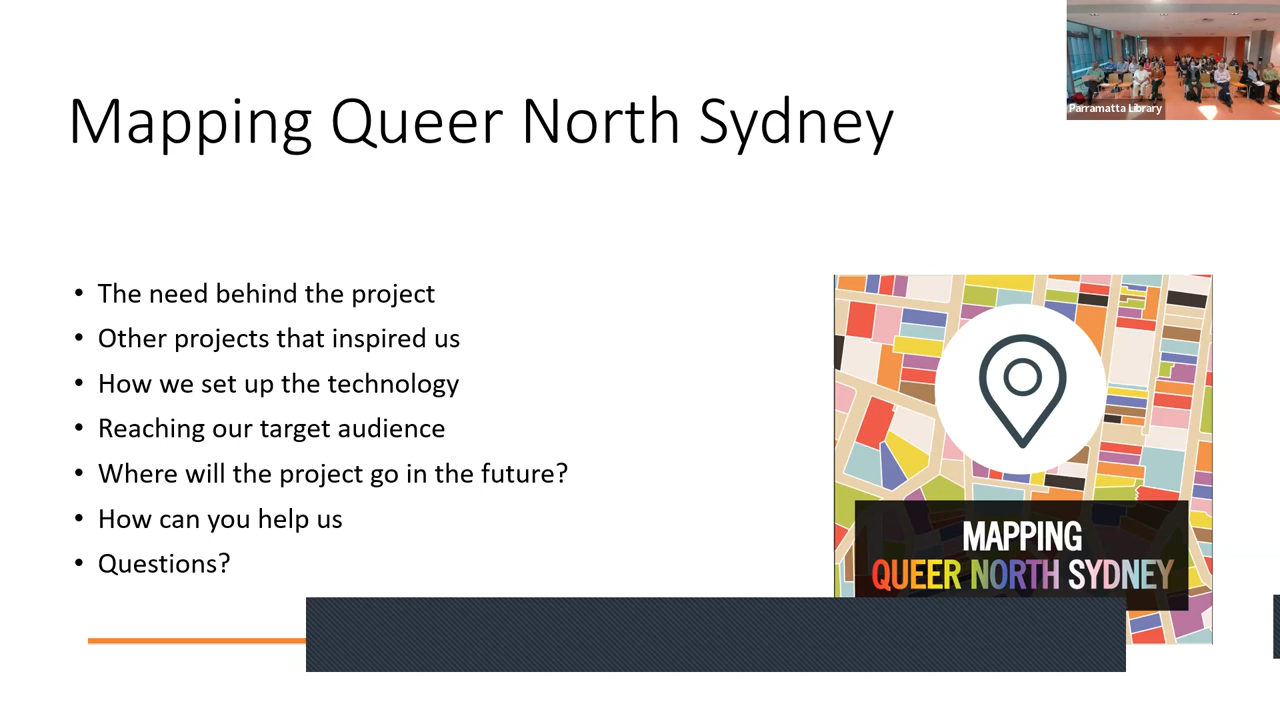 Parramatta Library
Mapping Queer North Sydney
• The need behind the project
• Other projects that inspired us
• How we set up the technology
• Reaching our target audience
• Where will the project go in the future?
• How can you help us
• Questions?
MAPPING
QUEER NORTH SYDNEY